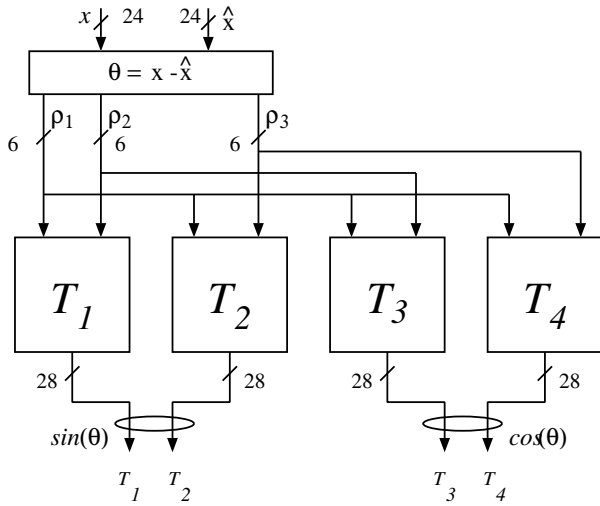 x 24 24 x̂
θ = x - x̂
ρ1 ρ2 ρ3
6 6 6
T1 T2 T3 T4
28 28 28 28
sin(θ) cos(θ)
T1 T2 T3 T4